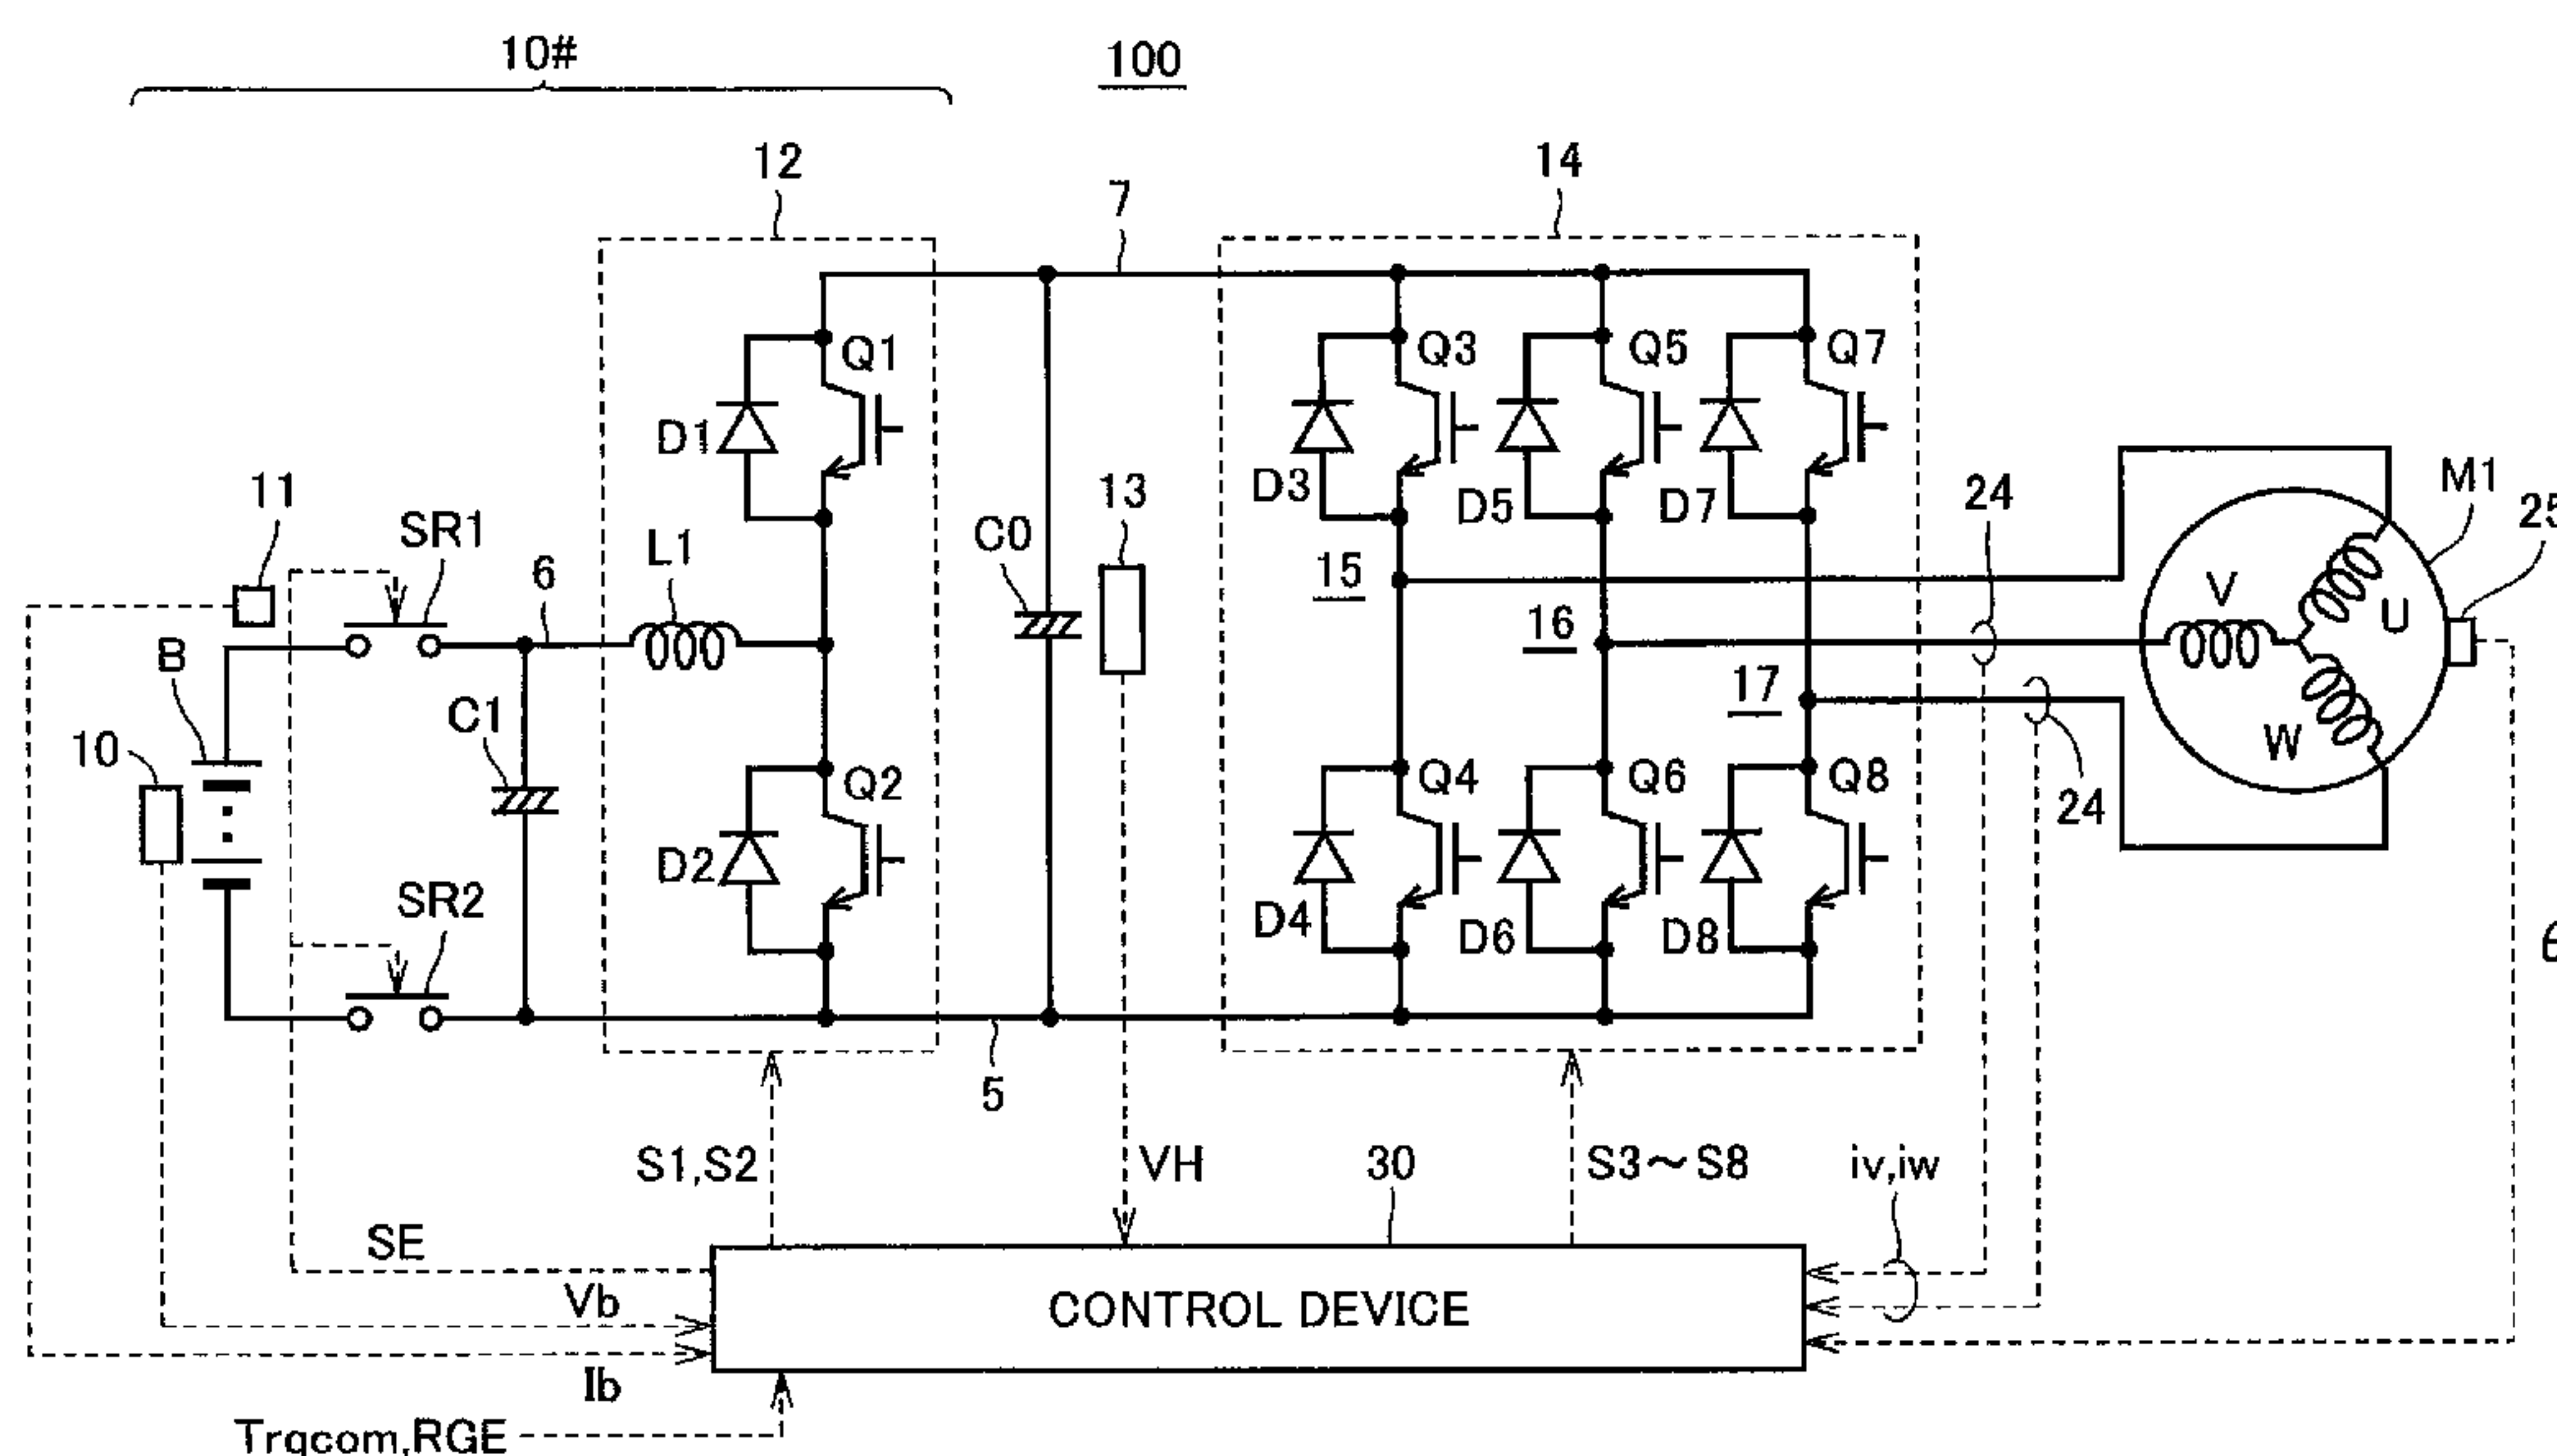 10#
100
12
14
7
Q1
Q3
Q5
Q7
D1
11
13
24
M1
25
D3
D5
D7
SR1
L1
C0
6
15
V
U
B
16
17
C1
W
10
Q2
Q4
Q6
Q8
24
D2
SR2
D4
D6
D8
5
S1,S2
VH
30
S3～S8
iv,iw
SE
Vb
CONTROL DEVICE
Ib
Trqcom,RGE